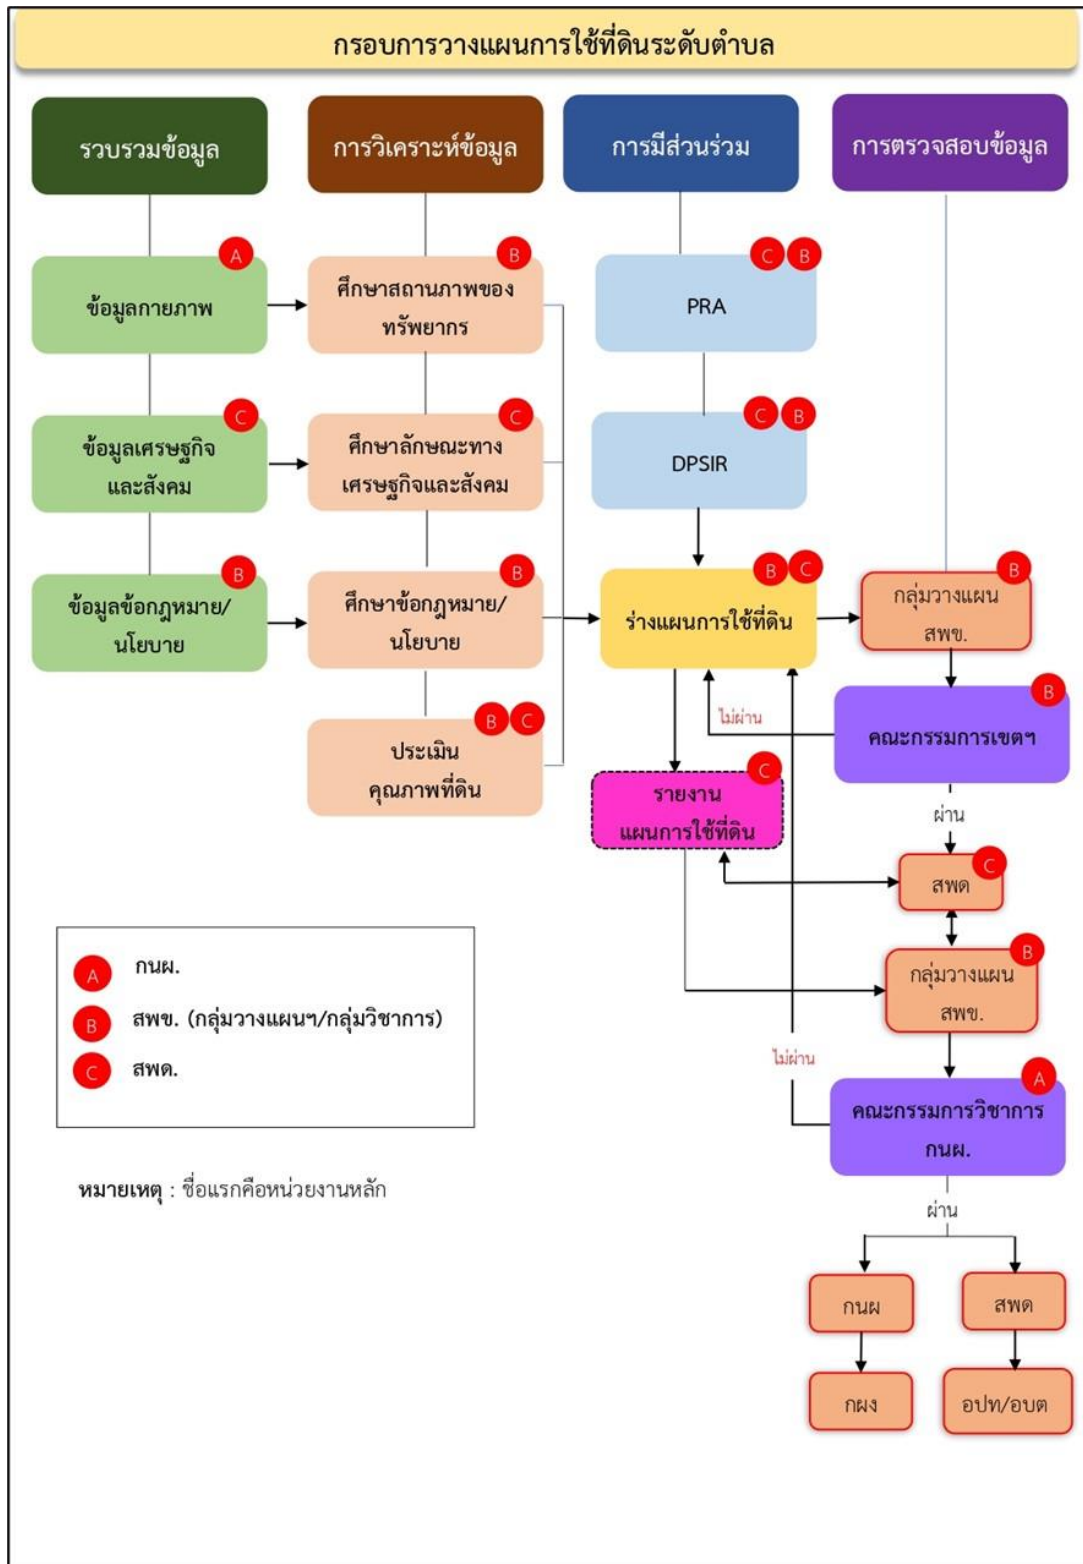 กรอบการวางแผนการใช้ที่ดินระดับตำบล
รวบรวมข้อมูล
การวิเคราะห์ข้อมูล
การมีส่วนร่วม
การตรวจสอบข้อมูล
A
ข้อมูลกายภาพ
B
ศึกษาสถานภาพของ
ทรัพยากร
C B
PRA
C
ข้อมูลเศรษฐกิจ
และสังคม
C
ศึกษาลักษณะทาง
เศรษฐกิจและสังคม
C B
DPSIR
B
ข้อมูลข้อกฎหมาย/
นโยบาย
B
ศึกษาข้อกฎหมาย/
นโยบาย
B C
ร่างแผนการใช้ที่ดิน
B
กลุ่มวางแผน
สพข.
B C
ประเมิน
คุณภาพที่ดิน
ไม่ผ่าน
B
คณะกรรมการเขตฯ
C
รายงาน
แผนการใช้ที่ดิน
ผ่าน
C
สพด
B
กลุ่มวางแผน
สพข.
A กนผ.
B สพข. (กลุ่มวางแผนฯ/กลุ่มวิชาการ)
C สพด.
ไม่ผ่าน
A
คณะกรรมการวิชาการ
กนผ.
หมายเหตุ : ชื่อแรกคือหน่วยงานหลัก
ผ่าน
กนผ
สพด
กผง
อปท/อบต